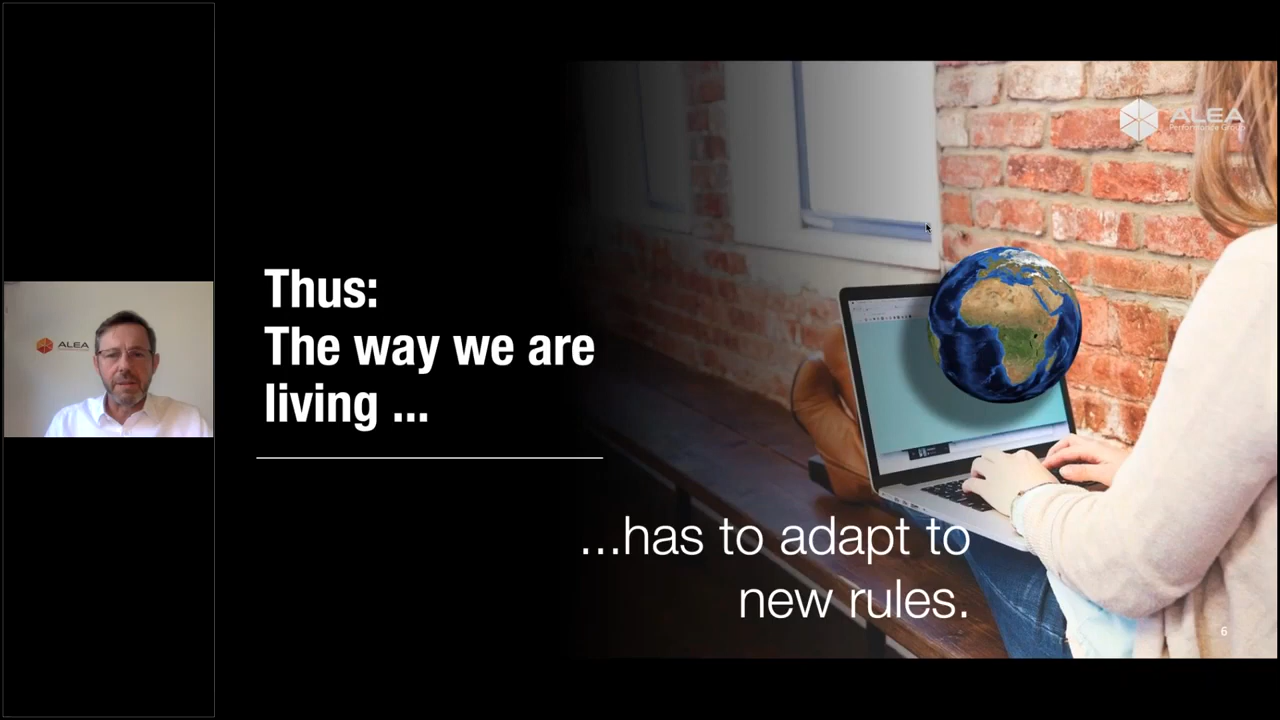 ALEA
Thus:
The way we are
living ...
...has to adapt to
new rules.
ALEA
Performance Group
6